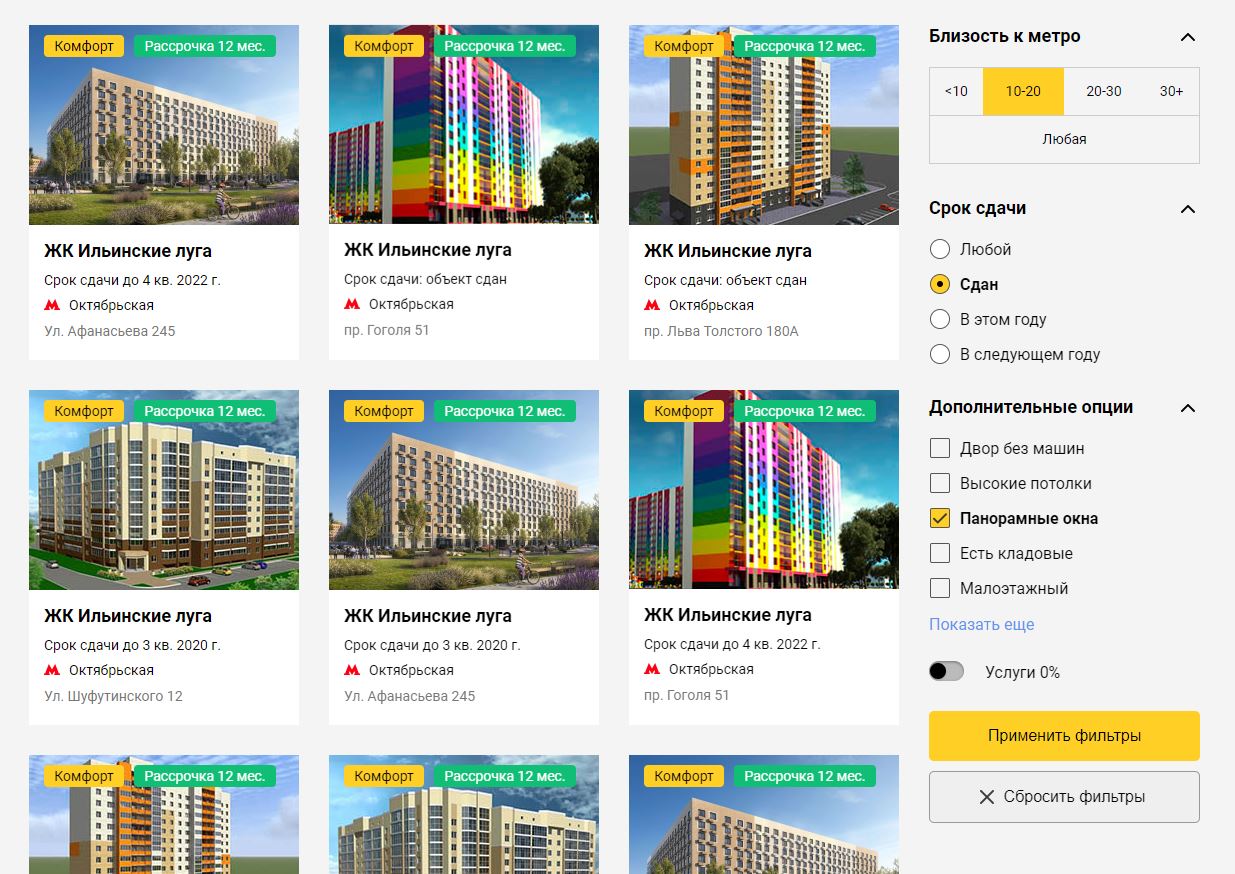 Комфорт Рассрочка 12 мес.
ЖК Ильинские луга
Срок сдачи до 4 кв. 2022 г.
Октябрьская
Ул. Афанасьева 245
Комфорт Рассрочка 12 мес.
ЖК Ильинские луга
Срок сдачи: объект сдан
Октябрьская
пр. Гоголя 51
Комфорт Рассрочка 12 мес.
ЖК Ильинские луга
Срок сдачи: объект сдан
Октябрьская
пр. Льва Толстого 180А
Комфорт Рассрочка 12 мес.
ЖК Ильинские луга
Срок сдачи до 3 кв. 2020 г.
Октябрьская
Ул. Шуфутинского 12
Комфорт Рассрочка 12 мес.
ЖК Ильинские луга
Срок сдачи до 3 кв. 2020 г.
Октябрьская
Ул. Афанасьева 245
Комфорт Рассрочка 12 мес.
ЖК Ильинские луга
Срок сдачи до 4 кв. 2022 г.
Октябрьская
пр. Гоголя 51
Комфорт Рассрочка 12 мес.
Комфорт Рассрочка 12 мес.
Комфорт Рассрочка 12 мес.
Близость к метро
<10 10-20 20-30 30+
Любая
Срок сдачи
Любой
Сдан
В этом году
В следующем году
Дополнительные опции
Двор без машин
Высокие потолки
Панорамные окна
Есть кладовые
Малоэтажный
Показать еще
Услуги 0%
Применить фильтры
Сбросить фильтры